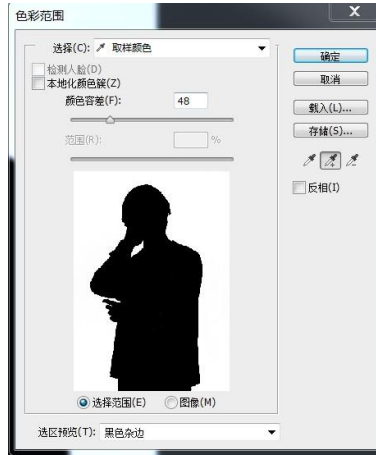 色彩范围
选择(C): 取样颜色
检测人脸(D)
本地化颜色簇(Z)
颜色容差(F): 48
范围(R): %
选择范围(E) 图像(M)
选区预览(T): 黑色杂边
确定
取消
载入(L)...
存储(S)...
反相(I)